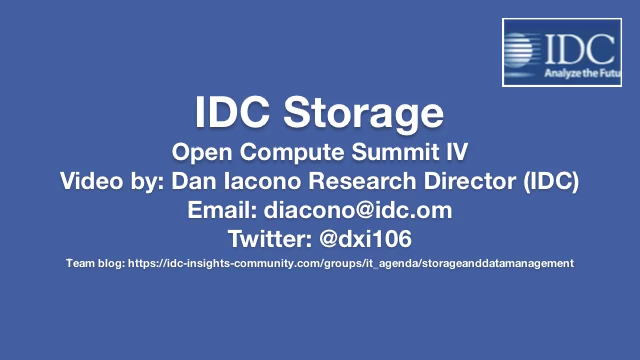 IDC
Analyze the Futu
IDC Storage
Open Compute Summit IV
Video by: Dan Iacono Research Director (IDC)
Email: diacono@idc.om
Twitter: @dxi106
Team blog: https://idc-insights-community.com/groups/it_agenda/storageanddatamanagement